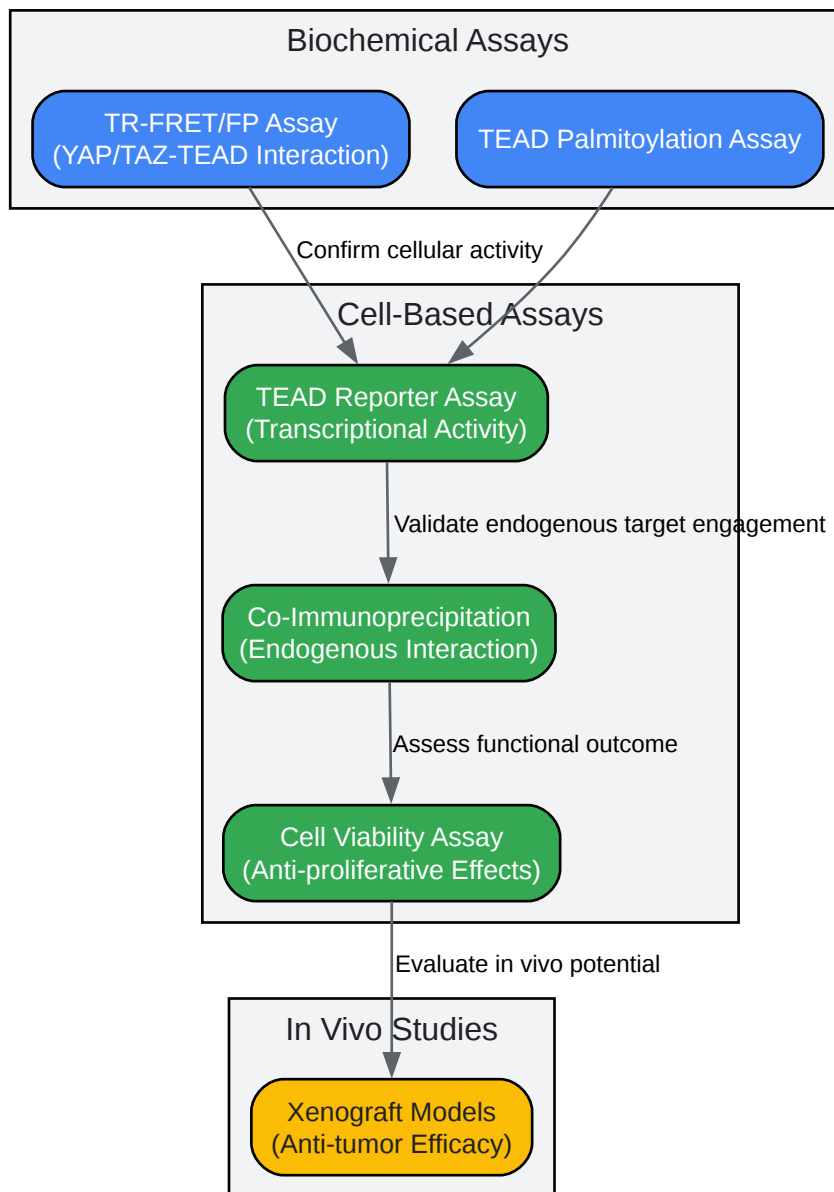 Biochemical Assays
TR-FRET/FP Assay
(YAP/TAZ-TEAD Interaction)
TEAD Palmitoylation Assay
Confirm cellular activity
Cell-Based Assays
TEAD Reporter Assay
(Transcriptional Activity)
Validate endogenous target engagement
Co-Immunoprecipitation
(Endogenous Interaction)
Assess functional outcome
Cell Viability Assay
(Anti-proliferative Effects)
Evaluate in vivo potential
In Vivo Studies
Xenograft Models
(Anti-tumor Efficacy)